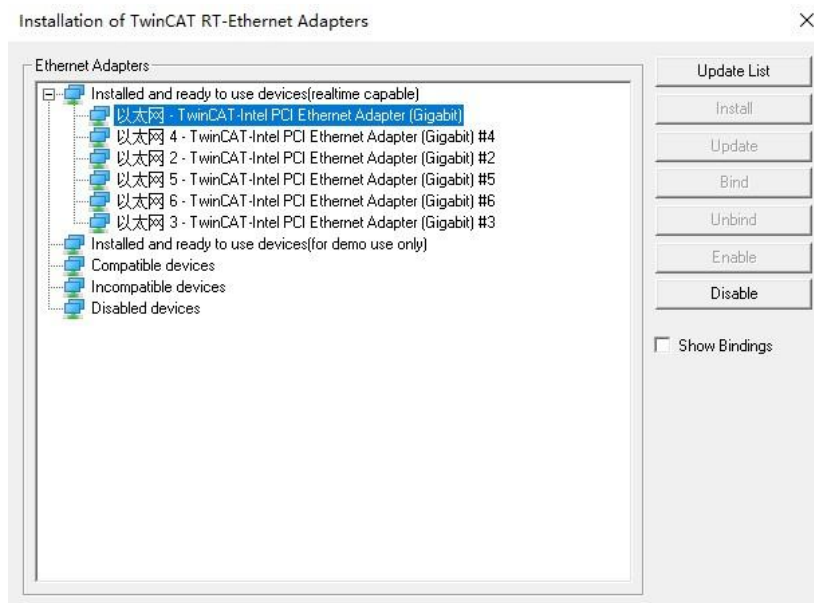 Installation of TwinCAT RT-Ethernet Adapters
Ethernet Adapters
Installed and ready to use devices(realtime capable)
以太网 - TwinCAT-Intel PCI Ethernet Adapter (Gigabit)
以太网 4 - TwinCAT-Intel PCI Ethernet Adapter (Gigabit) #4
以太网 2 - TwinCAT-Intel PCI Ethernet Adapter (Gigabit) #2
以太网 5 - TwinCAT-Intel PCI Ethernet Adapter (Gigabit) #5
以太网 6 - TwinCAT-Intel PCI Ethernet Adapter (Gigabit) #6
以太网 3 - TwinCAT-Intel PCI Ethernet Adapter (Gigabit) #3
Installed and ready to use devices(for demo use only)
Compatible devices
Incompatible devices
Disabled devices
Update List
Install
Update
Bind
Unbind
Enable
Disable
Show Bindings